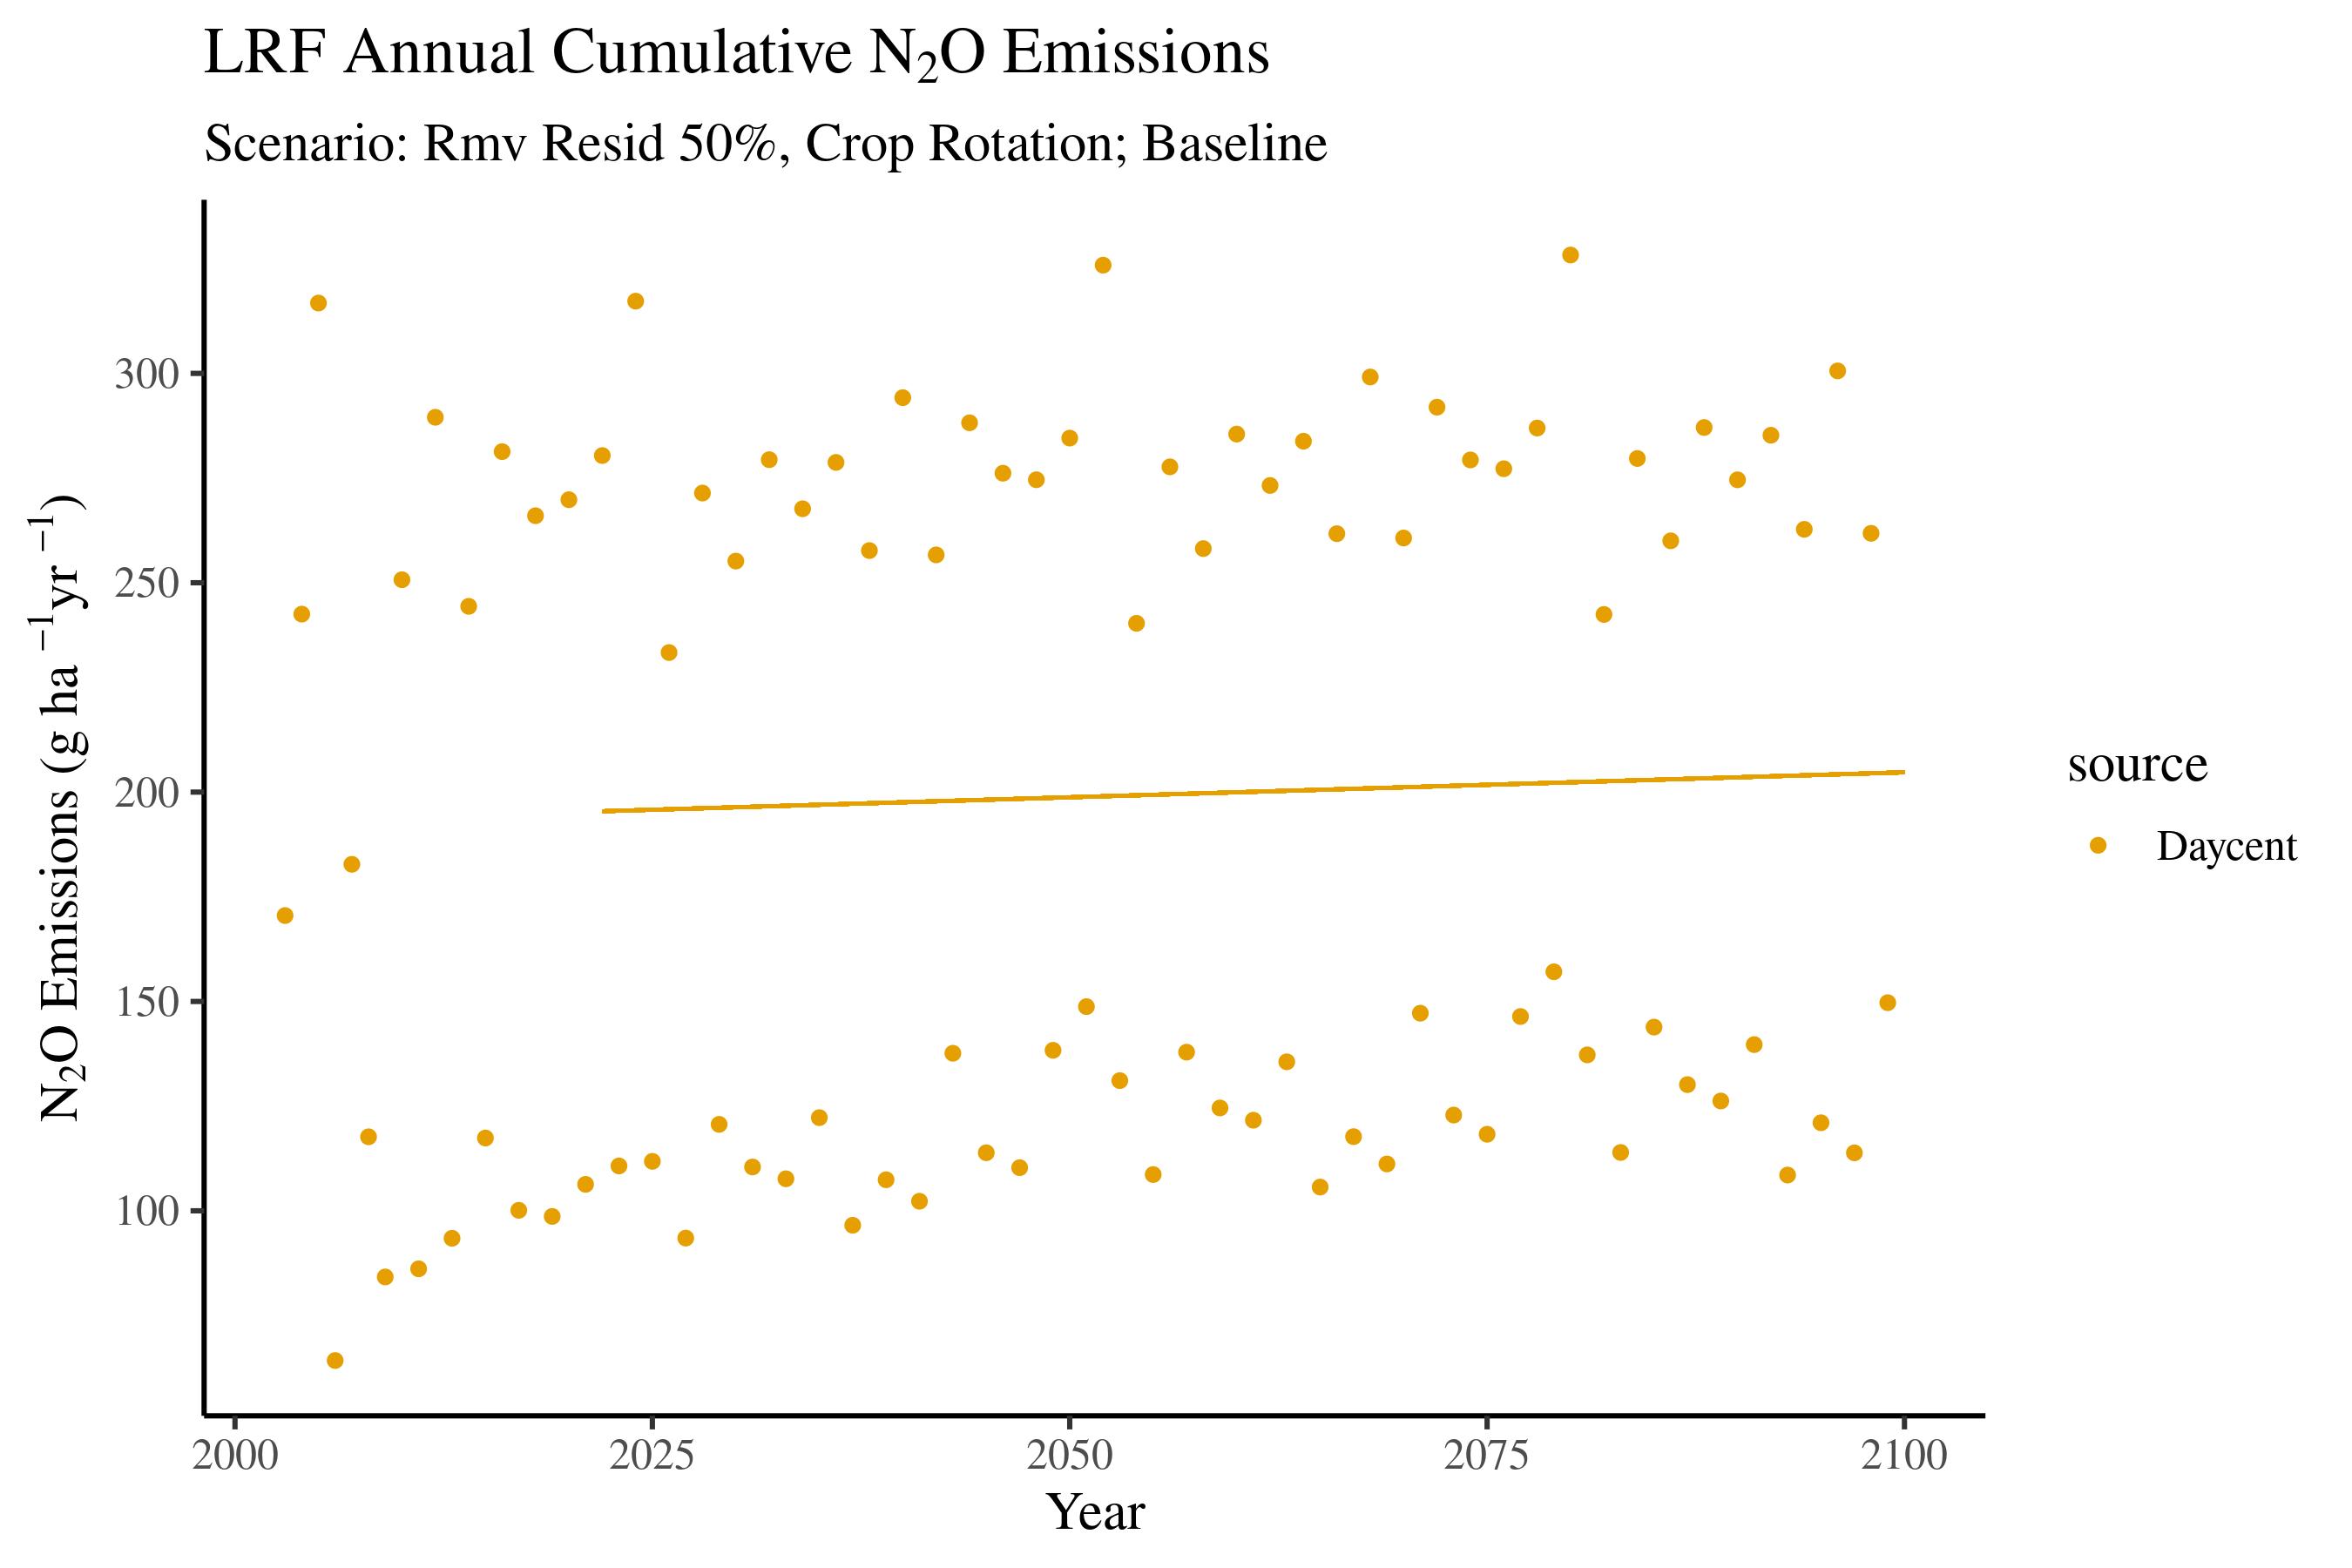 LRF Annual Cumulative N₂O Emissions
Scenario: Rmv Resid 50%, Crop Rotation; Baseline
N₂O Emissions (g ha⁻¹yr⁻¹)
300
250
200
150
100
2000 2025 2050 2075 2100
Year
source
Daycent